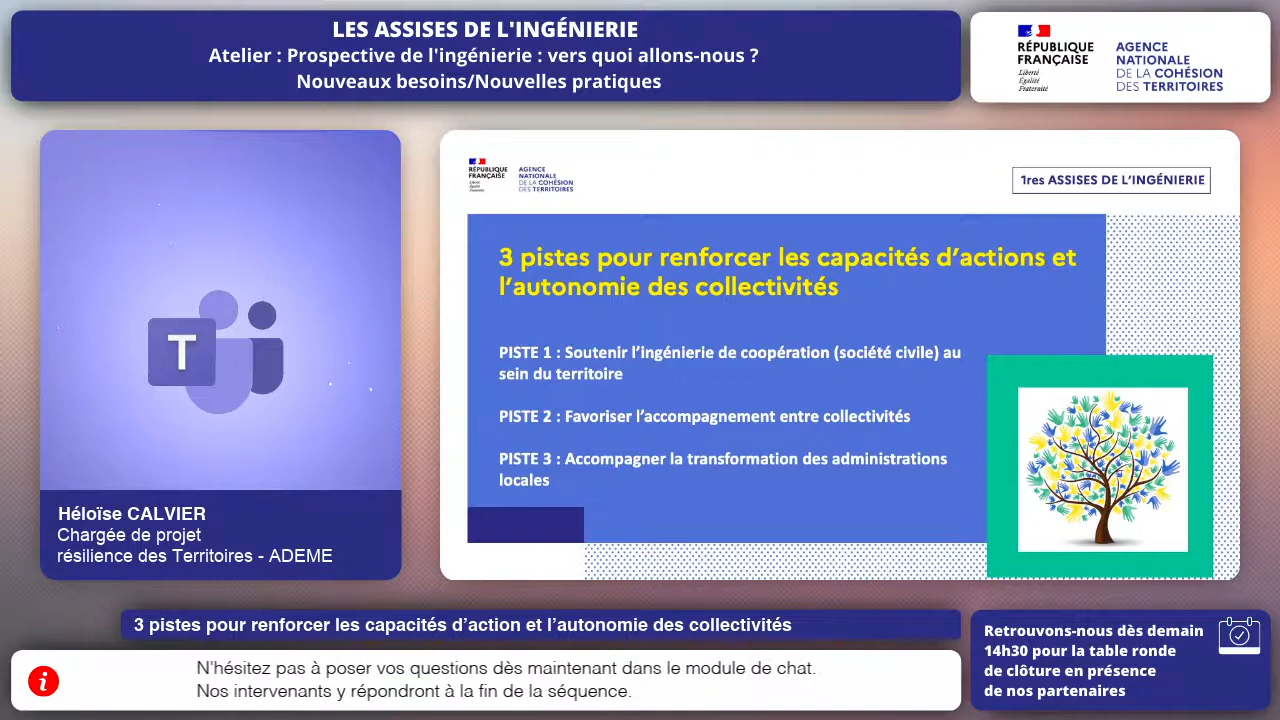 LES ASSISES DE L'INGÉNIERIE
Atelier : Prospective de l'ingénierie : vers quoi allons-nous ?
Nouveaux besoins/Nouvelles pratiques
RÉPUBLIQUE
FRANÇAISE
Liberté
Égalité
Fraternité
AGENCE
NATIONALE
DE LA COHÉSION
DES TERRITOIRES
RÉPUBLIQUE
FRANÇAISE
Liberté
Égalité
Fraternité
AGENCE
NATIONALE
DE LA COHÉSION
DES TERRITOIRES
1res ASSISES DE L'INGÉNIERIE
3 pistes pour renforcer les capacités d'actions et
l'autonomie des collectivités
PISTE 1 : Soutenir l'ingénierie de coopération (société civile) au
sein du territoire
PISTE 2 : Favoriser l'accompagnement entre collectivités
PISTE 3 : Accompagner la transformation des administrations
locales
T
Héloïse CALVIER
Chargée de projet
résilience des Territoires - ADEME
3 pistes pour renforcer les capacités d'action et l'autonomie des collectivités
N'hésitez pas à poser vos questions dès maintenant dans le module de chat.
Nos intervenants y répondront à la fin de la séquence.
Retrouvons-nous dès demain
14h30 pour la table ronde
de clôture en présence
de nos partenaires